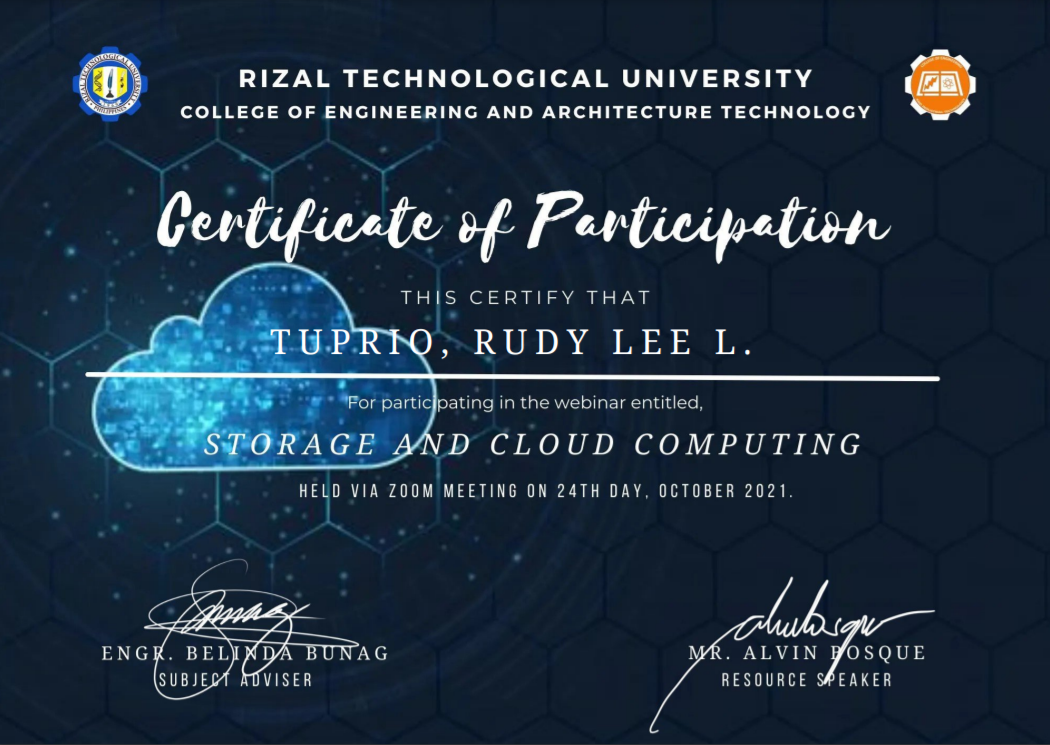 RIZAL TECHNOLOGICAL UNIVERSITY
COLLEGE OF ENGINEERING AND ARCHITECTURE TECHNOLOGY
Certificate of Participation
THIS CERTIFY THAT
TUPRIO, RUDY LEE L.
For participating in the webinar entitled,
STORAGE AND CLOUD COMPUTING
HELD VIA ZOOM MEETING ON 24TH DAY, OCTOBER 2021.
ENGR. BELINDA BUNAG
SUBJECT ADVISER
MR. ALVIN BOSQUE
RESOURCE SPEAKER